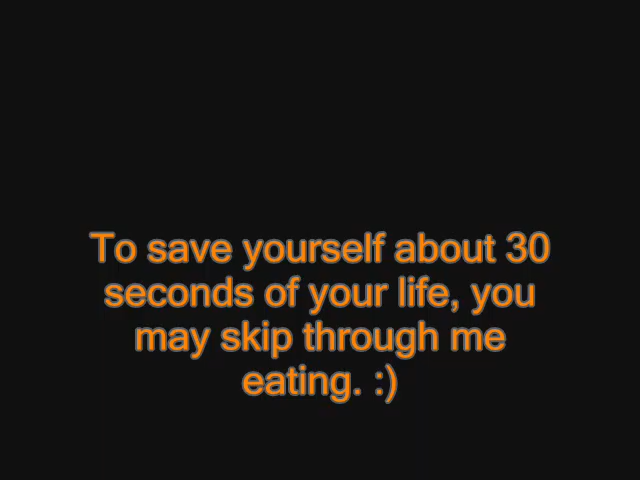 To save yourself about 30
seconds of your life, you
may skip through me
eating. :)